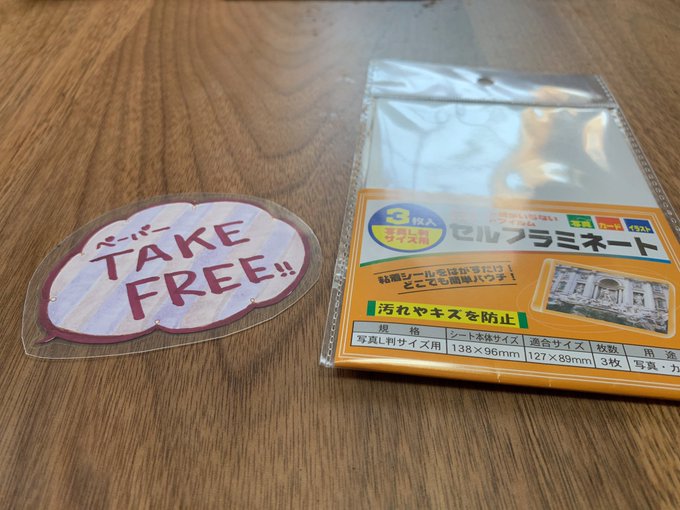 ペーパー
TAKE
FREE!!
3枚入
写真L判
サイズ用
写真
カード
イラスト
セルフラミネート
粘着シールをはがすだけ!
どこでも簡単パウチ!
汚れやキズを防止
規格 シート本体サイズ 適合サイズ 枚数 用途
写真L判サイズ用 138×96mm 127×89mm 3枚 写真・カ